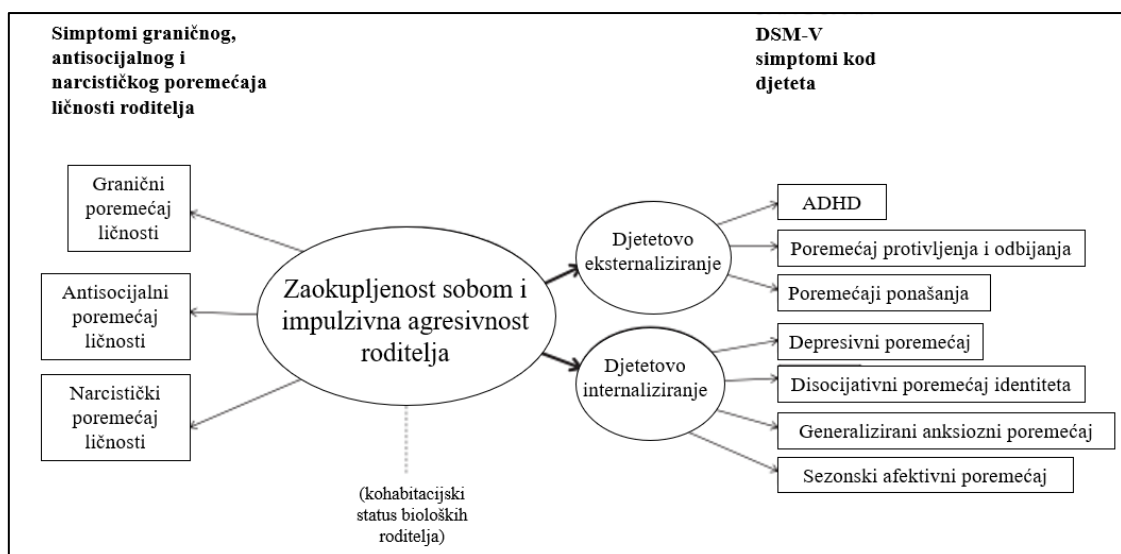 Simptomi graničnog,
antisocijalnog i
narcističkog poremećaja
ličnosti roditelja
DSM-V
simptomi kod
djeteta
Granični
poremećaj
ličnosti
Antisocijalni
poremećaj
ličnosti
Narcistički
poremećaj
ličnosti
Zaokupljenost sobom i
impulzivna agresivnost
roditelja
(kohabitacijski
status bioloških
roditelja)
Djetetovo
eksternaliziranje
Djetetovo
internaliziranje
ADHD
Poremećaj protivljenja i odbijanja
Poremećaji ponašanja
Depresivni poremećaj
Disocijativni poremećaj identiteta
Generalizirani anksiozni poremećaj
Sezonski afektivni poremećaj